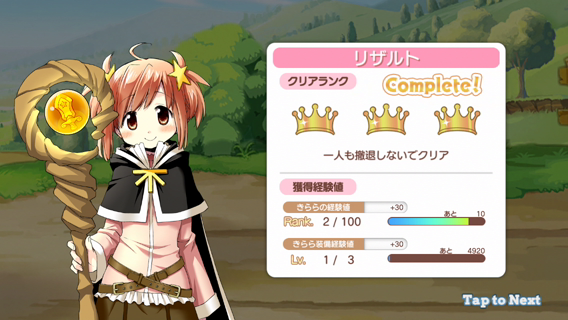 リザルト
クリアランク
Complete!
一人も撤退しないでクリア
獲得経験値
きららの経験値 +30
Rank. 2 / 100 あと 10
きらら装備経験値 +30
Lv. 1 / 3 あと 4920
Tap to Next